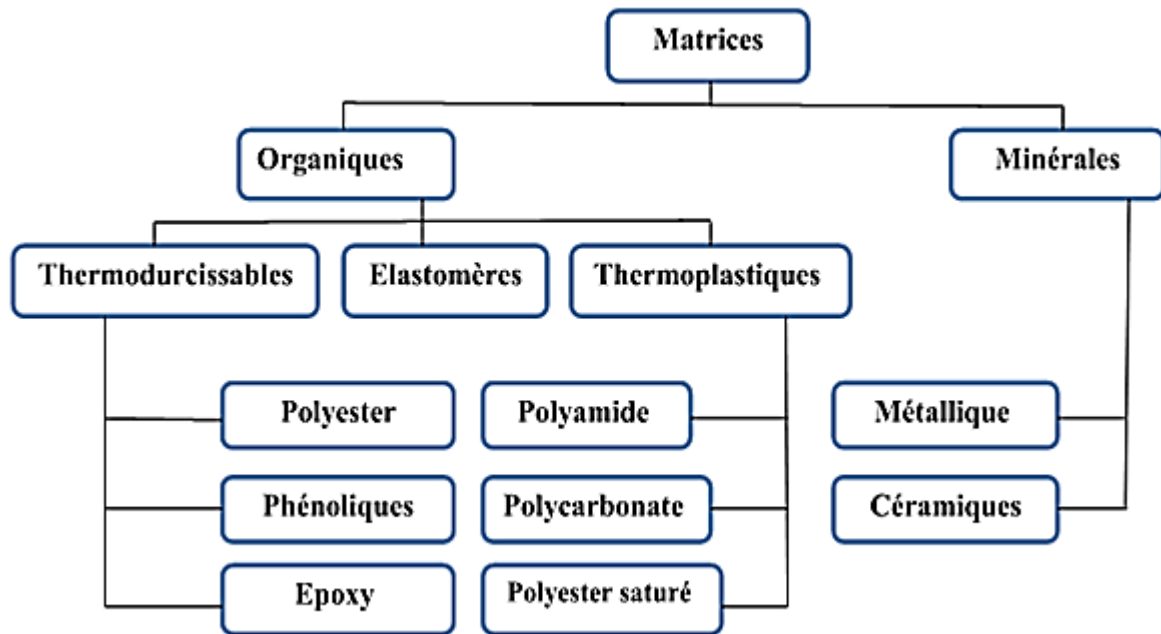 Matrices
Organiques
Minérales
Thermodurcissables
Elastomères
Thermoplastiques
Polyester
Polyamide
Métallique
Phénoliques
Polycarbonate
Céramiques
Epoxy
Polyester saturé